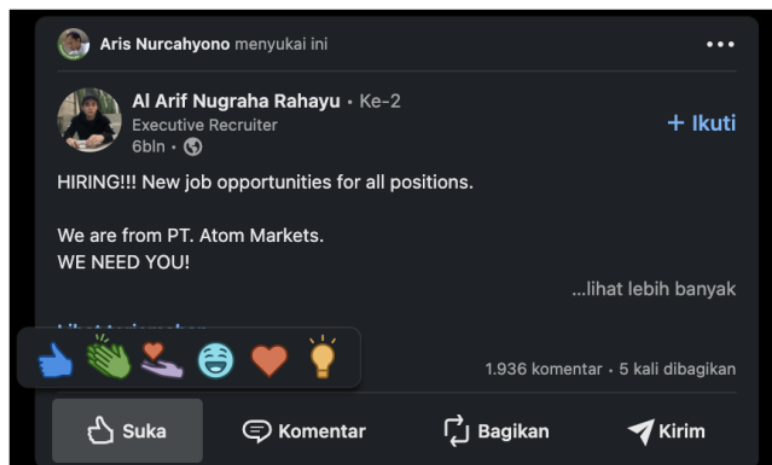 Aris Nurcahyono menyukai ini
Al Arif Nugraha Rahayu • Ke-2
Executive Recruiter
6bln •
+ Ikuti
HIRING!!! New job opportunities for all positions.
We are from PT. Atom Markets.
WE NEED YOU!
...lihat lebih banyak
1.936 komentar • 5 kali dibagikan
Suka
Komentar
Bagikan
Kirim